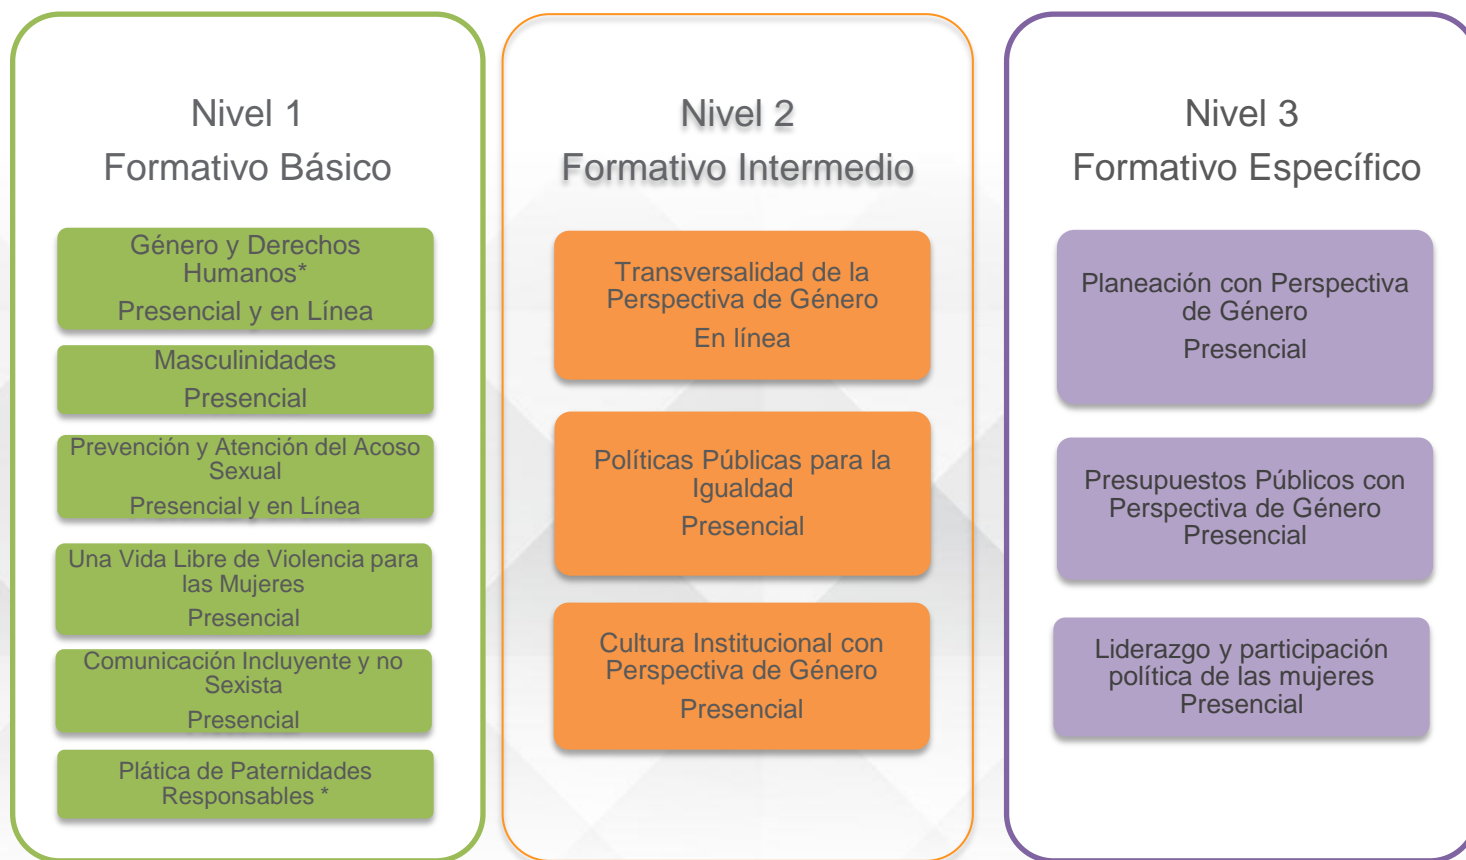 Nivel 1
Formativo Básico
Género y Derechos
Humanos*
Presencial y en Línea
Masculinidades
Presencial
Prevención y Atención del Acoso
Sexual
Presencial y en Línea
Una Vida Libre de Violencia para
las Mujeres
Presencial
Comunicación Incluyente y no
Sexista
Presencial
Plática de Paternidades
Responsables *
Nivel 2
Formativo Intermedio
Transversalidad de la
Perspectiva de Género
En línea
Políticas Públicas para la
Igualdad
Presencial
Cultura Institucional con
Perspectiva de Género
Presencial
Nivel 3
Formativo Específico
Planeación con Perspectiva
de Género
Presencial
Presupuestos Públicos con
Perspectiva de Género
Presencial
Liderazgo y participación
política de las mujeres
Presencial